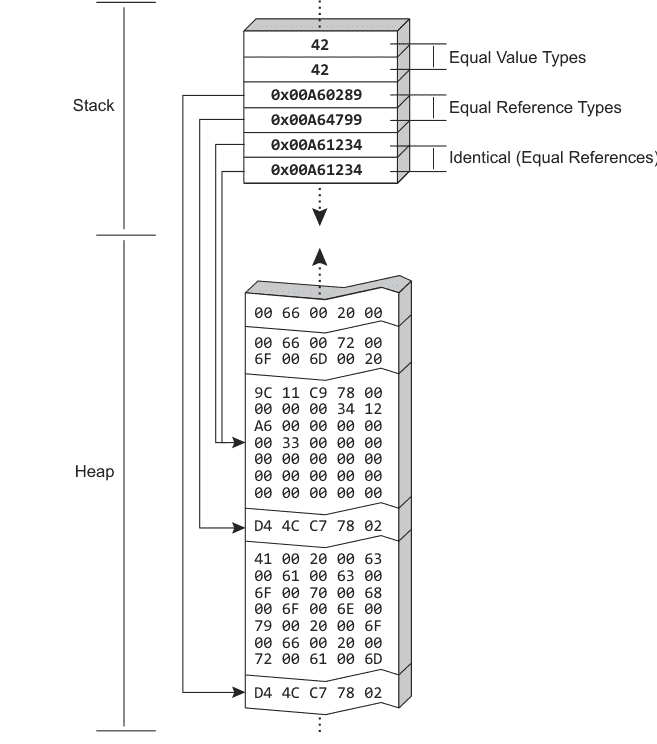 42
Equal Value Types
42
Stack
0x00A60289
Equal Reference Types
0x00A64799
0x00A61234
Identical (Equal References)
0x00A61234
00 66 00 20 00
00 66 00 72 00
6F 00 6D 00 20
9C 11 C9 78 00
00 00 00 34 12
A6 00 00 00 00
00 33 00 00 00
00 00 00 00 00
00 00 00 00 00
00 00 00 00 00
Heap
D4 4C C7 78 02
41 00 20 00 63
00 61 00 63 00
6F 00 70 00 68
00 6F 00 6E 00
79 00 20 00 6F
00 66 00 20 00
72 00 61 00 6D
D4 4C C7 78 02